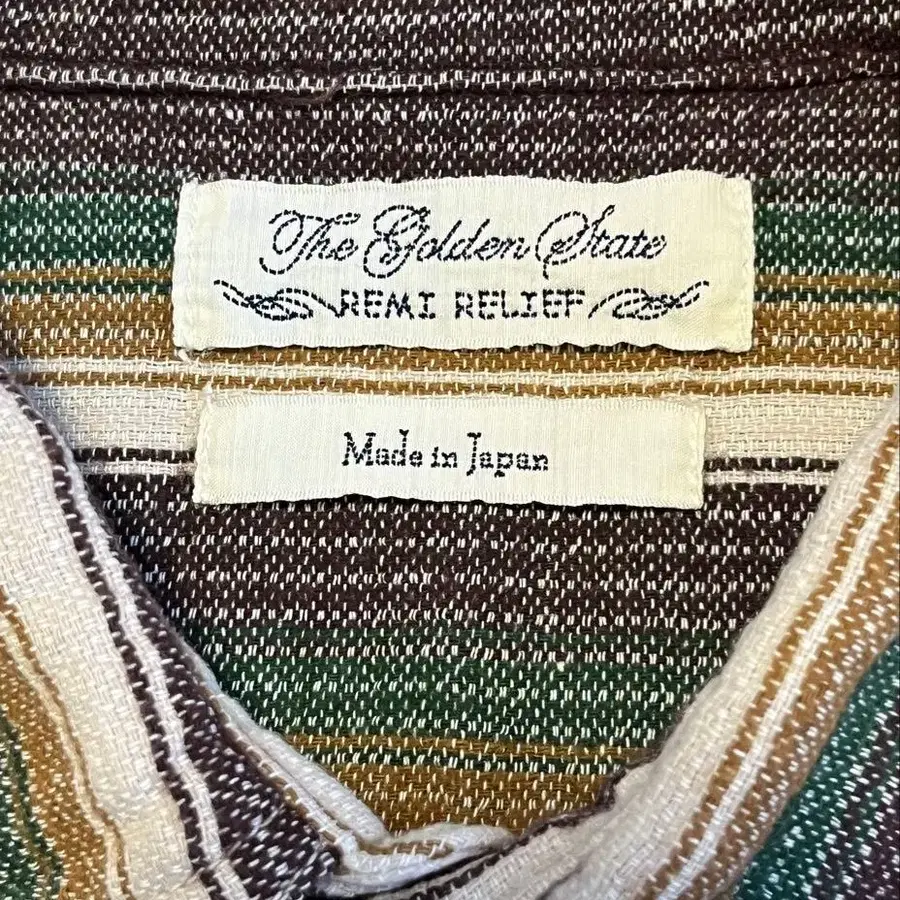 The Golden State
REMI RELIEF
Made in Japan